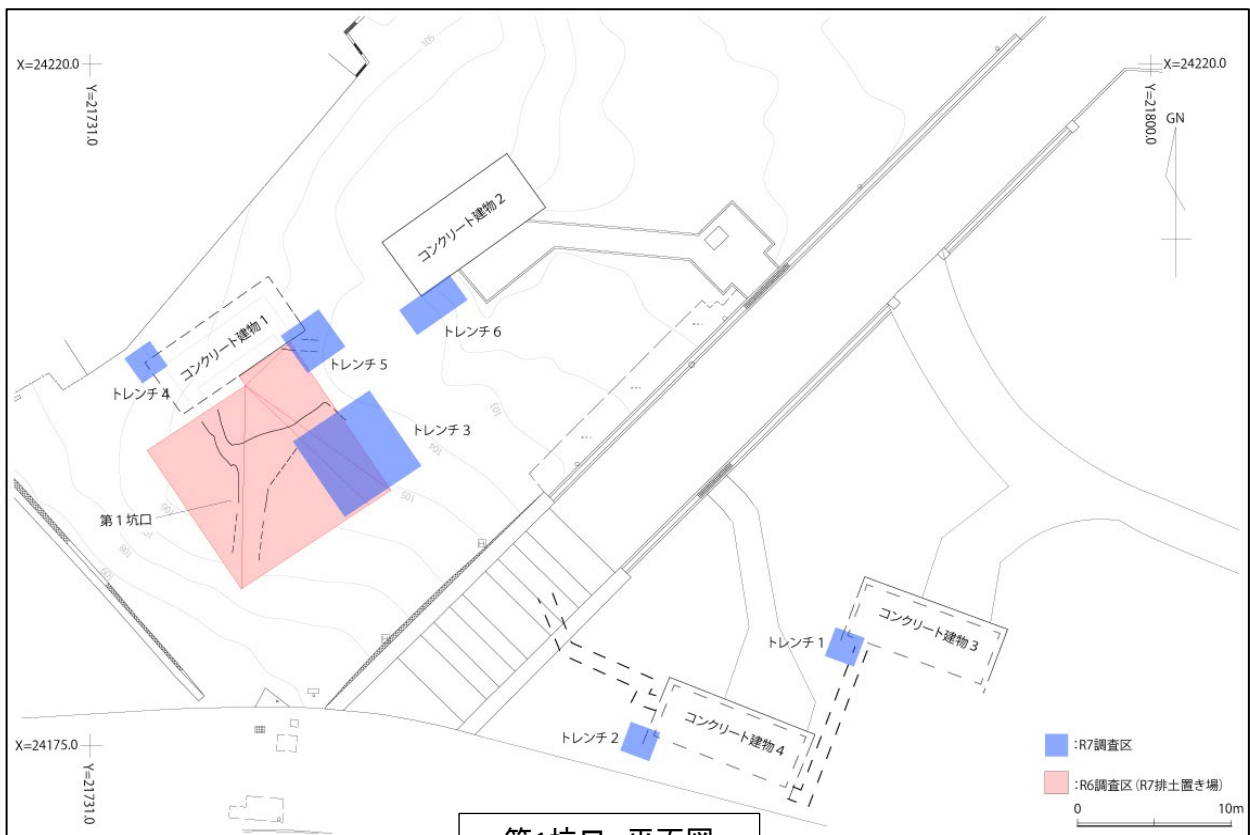 X=24220.0
Y=21731.0
X=24220.0
Y=21800.0
GN
105
コンクリート建物2
コンクリート建物1
トレンチ6
トレンチ5
トレンチ4
トレンチ3
103
104
105
106
第1坑口
108
109
トレンチ1
コンクリート建物3
トレンチ2
コンクリート建物4
X=24175.0
Y=21731.0
:R7調査区
:R6調査区(R7排土置き場)
0
10m
第1坑口 平面図